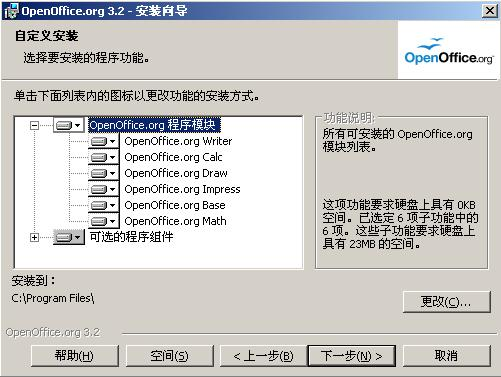 OpenOffice.org 3.2 - 安装向导
自定义安装
选择要安装的程序功能。
OpenOffice.org
单击下面列表内的图标以更改功能的安装方式。
OpenOffice.org 程序模块
OpenOffice.org Writer
OpenOffice.org Calc
OpenOffice.org Draw
OpenOffice.org Impress
OpenOffice.org Base
OpenOffice.org Math
可选的程序组件
功能说明:
所有可安装的 OpenOffice.org
模块列表。
这项功能要求硬盘上具有 0KB
空间。已选定 6 项子功能中的
6 项。这些子功能要求硬盘上
具有 23MB 的空间。
安装到：
C:\Program Files\
更改(C)...
OpenOffice.org 3.2
帮助(H)
空间(S)
< 上一步(B)
下一步(N) >
取消